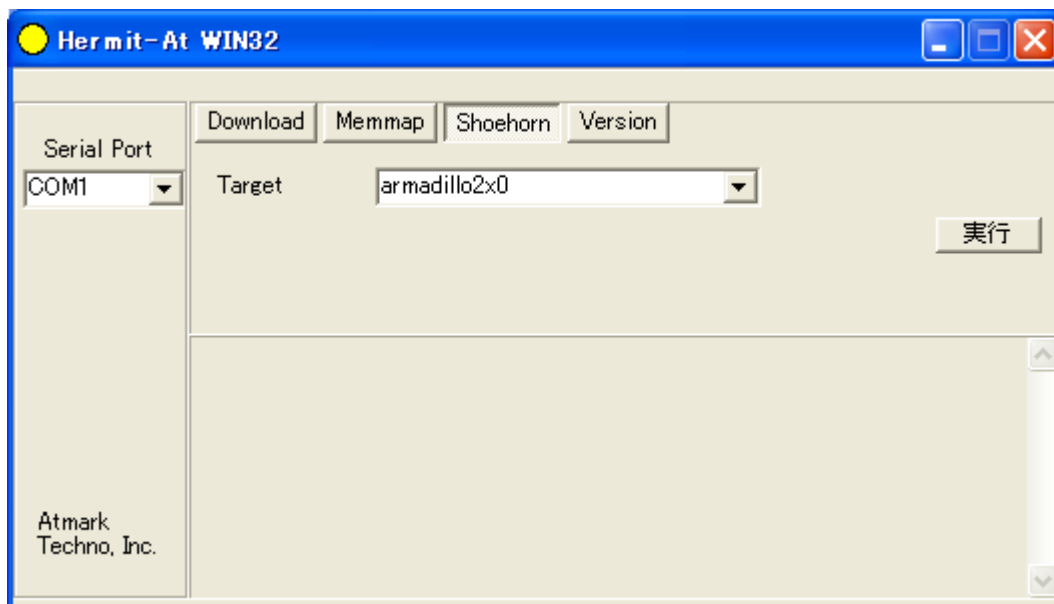 Hermit-At WIN32
Serial Port
COM1
Download Memmap Shoehorn Version
Target armadillo2x0
実行
Atmark
Techno, Inc.